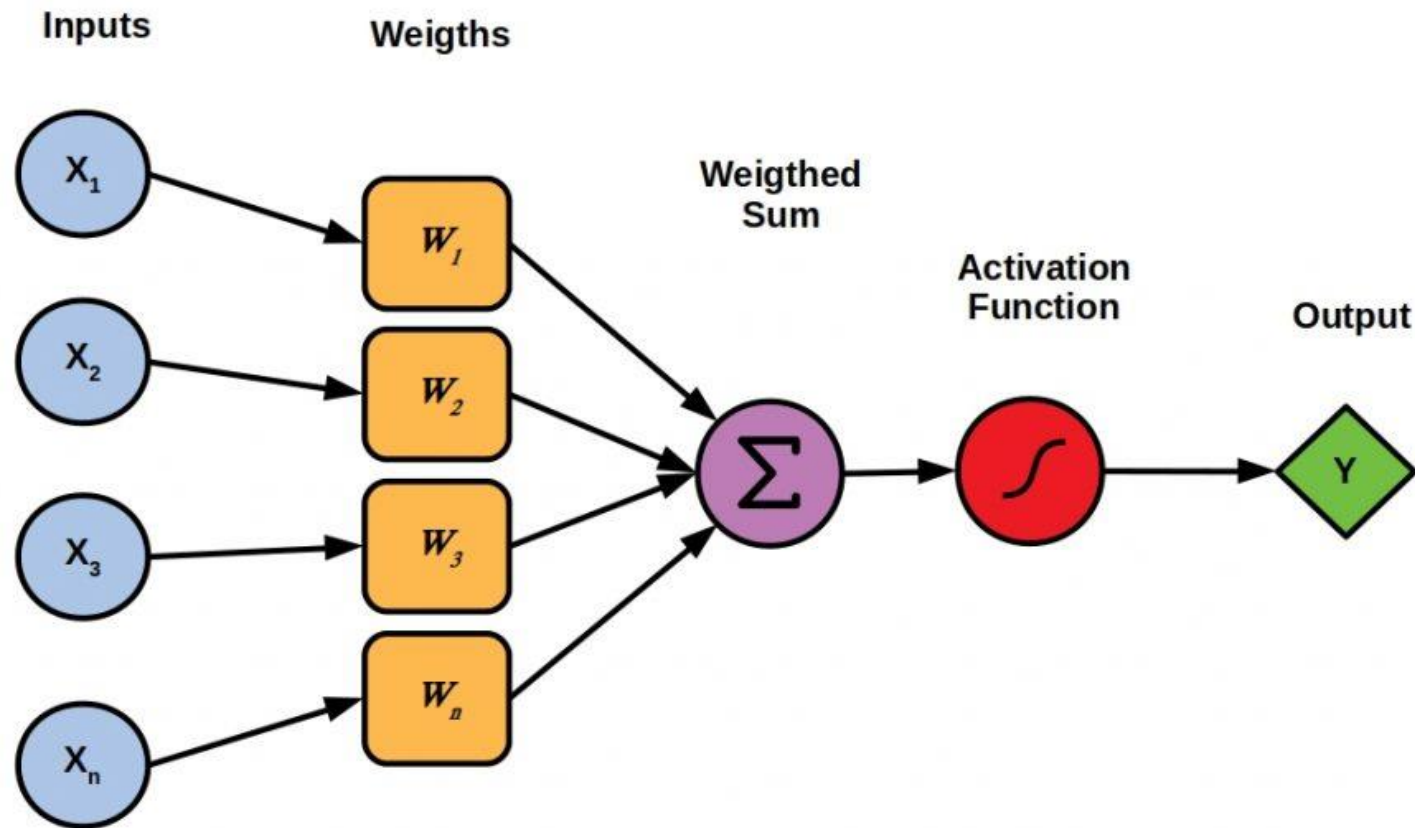 Inputs
Weigths
X1
X2
X3
Xn
W1
W2
W3
Wn
Weigthed
Sum
Σ
Activation
Function
Output
Y